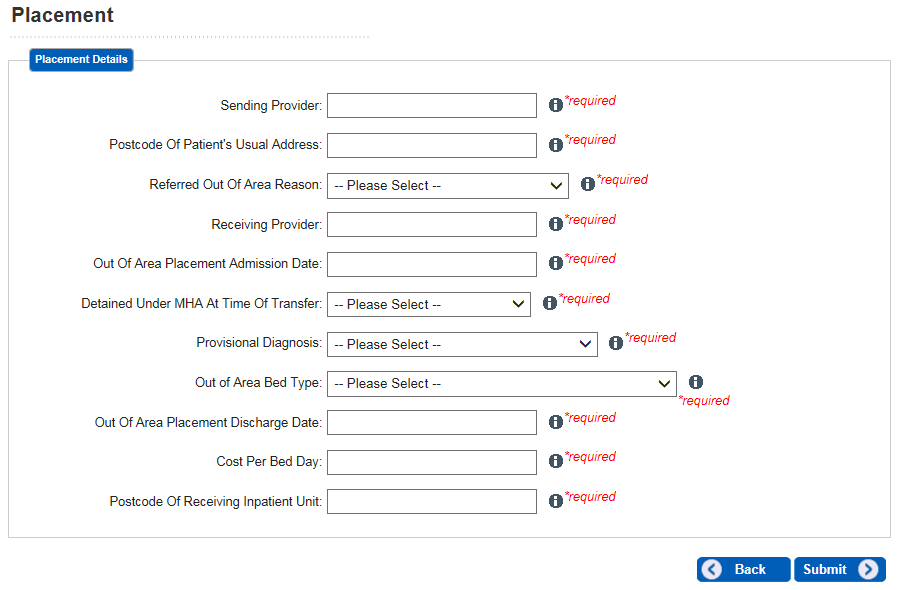 Placement
Placement Details
Sending Provider: *required
Postcode Of Patient's Usual Address: *required
Referred Out Of Area Reason: -- Please Select -- *required
Receiving Provider: *required
Out Of Area Placement Admission Date: *required
Detained Under MHA At Time Of Transfer: -- Please Select -- *required
Provisional Diagnosis: -- Please Select -- *required
Out of Area Bed Type: -- Please Select --
*required
Out Of Area Placement Discharge Date: *required
Cost Per Bed Day: *required
Postcode Of Receiving Inpatient Unit: *required
Back Submit